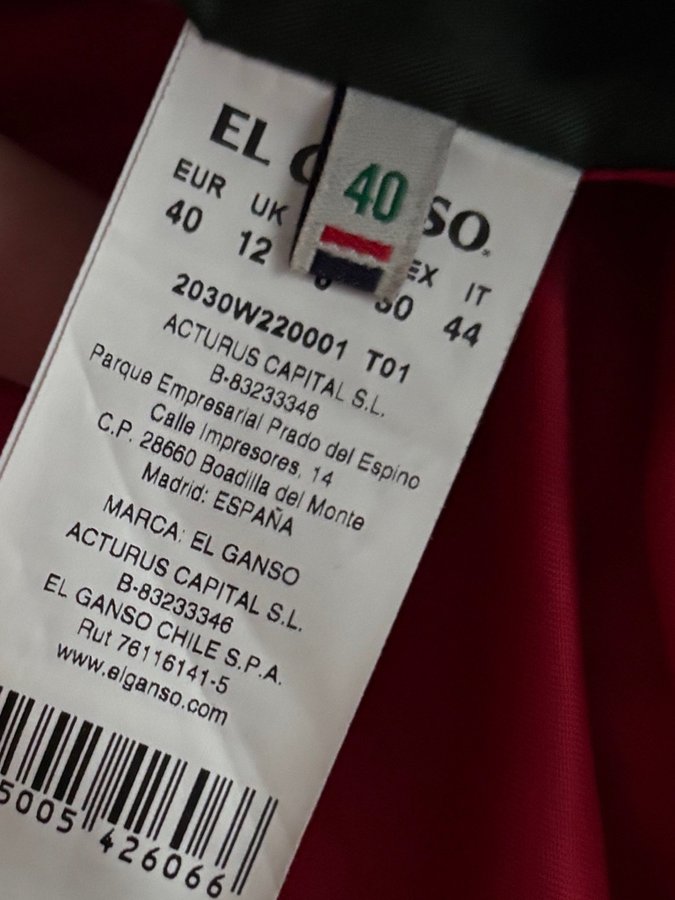 EL G SO
40
EUR UK EX IT
40 12 30 44
2030W220001 T01
ACTURUS CAPITAL S.L.
B-83233346
Parque Empresarial Prado del Espino
Calle Impresores, 14
C.P. 28660 Boadilla del Monte
Madrid: ESPAÑA
MARCA: EL GANSO
ACTURUS CAPITAL S.L.
B-83233346
EL GANSO CHILE S.P.A.
Rut 76116141-5
www.elganso.com
5005 426066